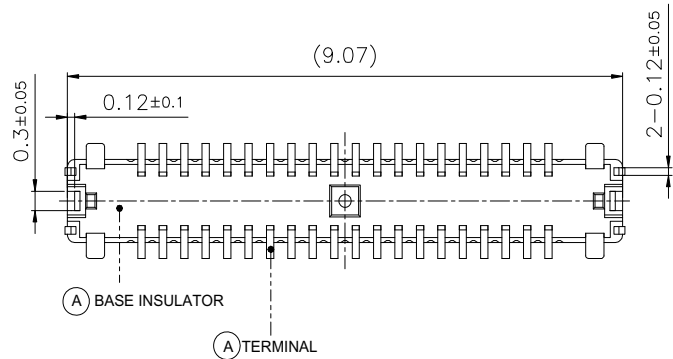 (9.07)
2-0.12±0.05
0.12±0.1
0.3±0.05
A BASE INSULATOR
A TERMINAL